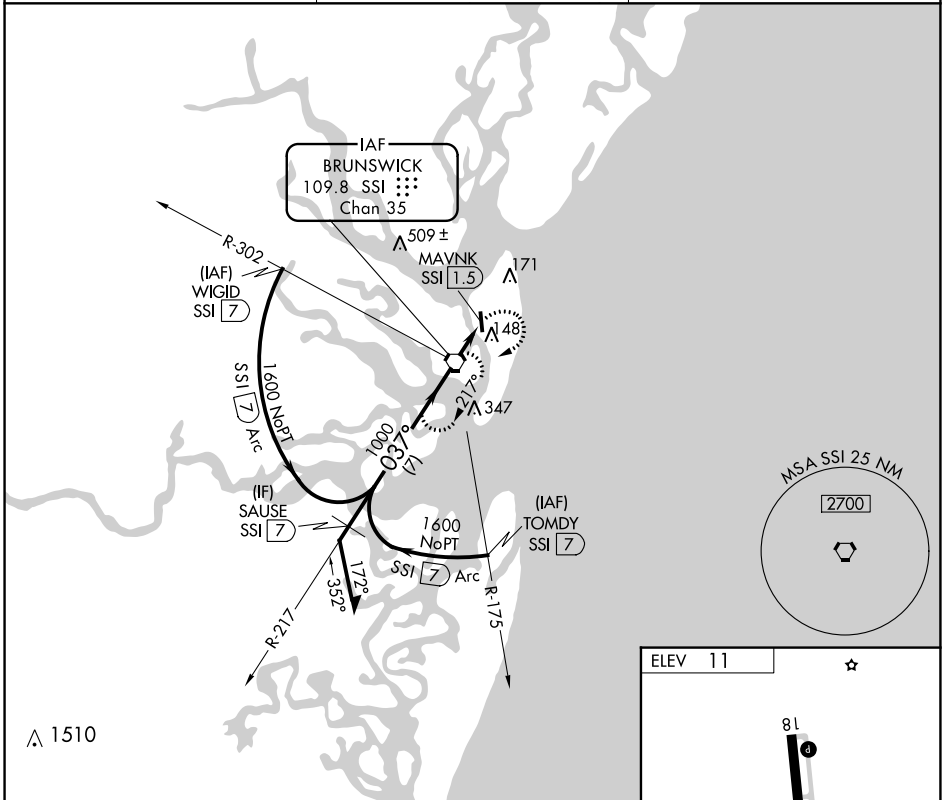 IAF
BRUNSWICK
109.8 SSI
Chan 35
R-302
(IAF)
WIGID
SSI 7
509 ±
MAVNK
SSI 1.5
171
148
217°
347
1600 NoPT
SSI 7 Arc
1000
037°
(7)
(IF)
SAUSE
SSI 7
1600
NoPT
SSI 7 Arc
(IAF)
TOMDY
SSI 7
172°
352°
R-217
R-175
MSA SSI 25 NM
2700
1510
ELEV 11
18
P